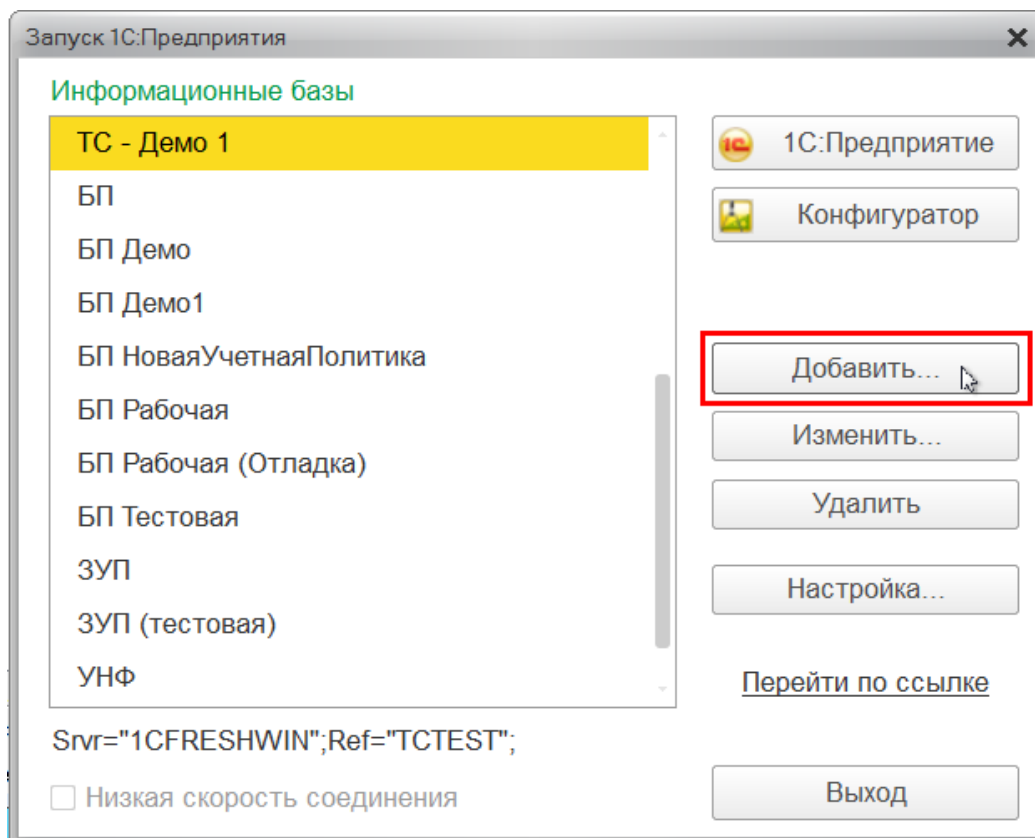 Запуск 1С:Предприятия
Информационные базы
ТС - Демо 1
БП
БП Демо
БП Демо1
БП НоваяУчетнаяПолитика
БП Рабочая
БП Рабочая (Отладка)
БП Тестовая
ЗУП
ЗУП (тестовая)
УНФ
Srvr="1CFRESHWIN";Ref="TCTEST";
Низкая скорость соединения
1С:Предприятие
Конфигуратор
Добавить...
Изменить...
Удалить
Настройка...
Перейти по ссылке
Выход